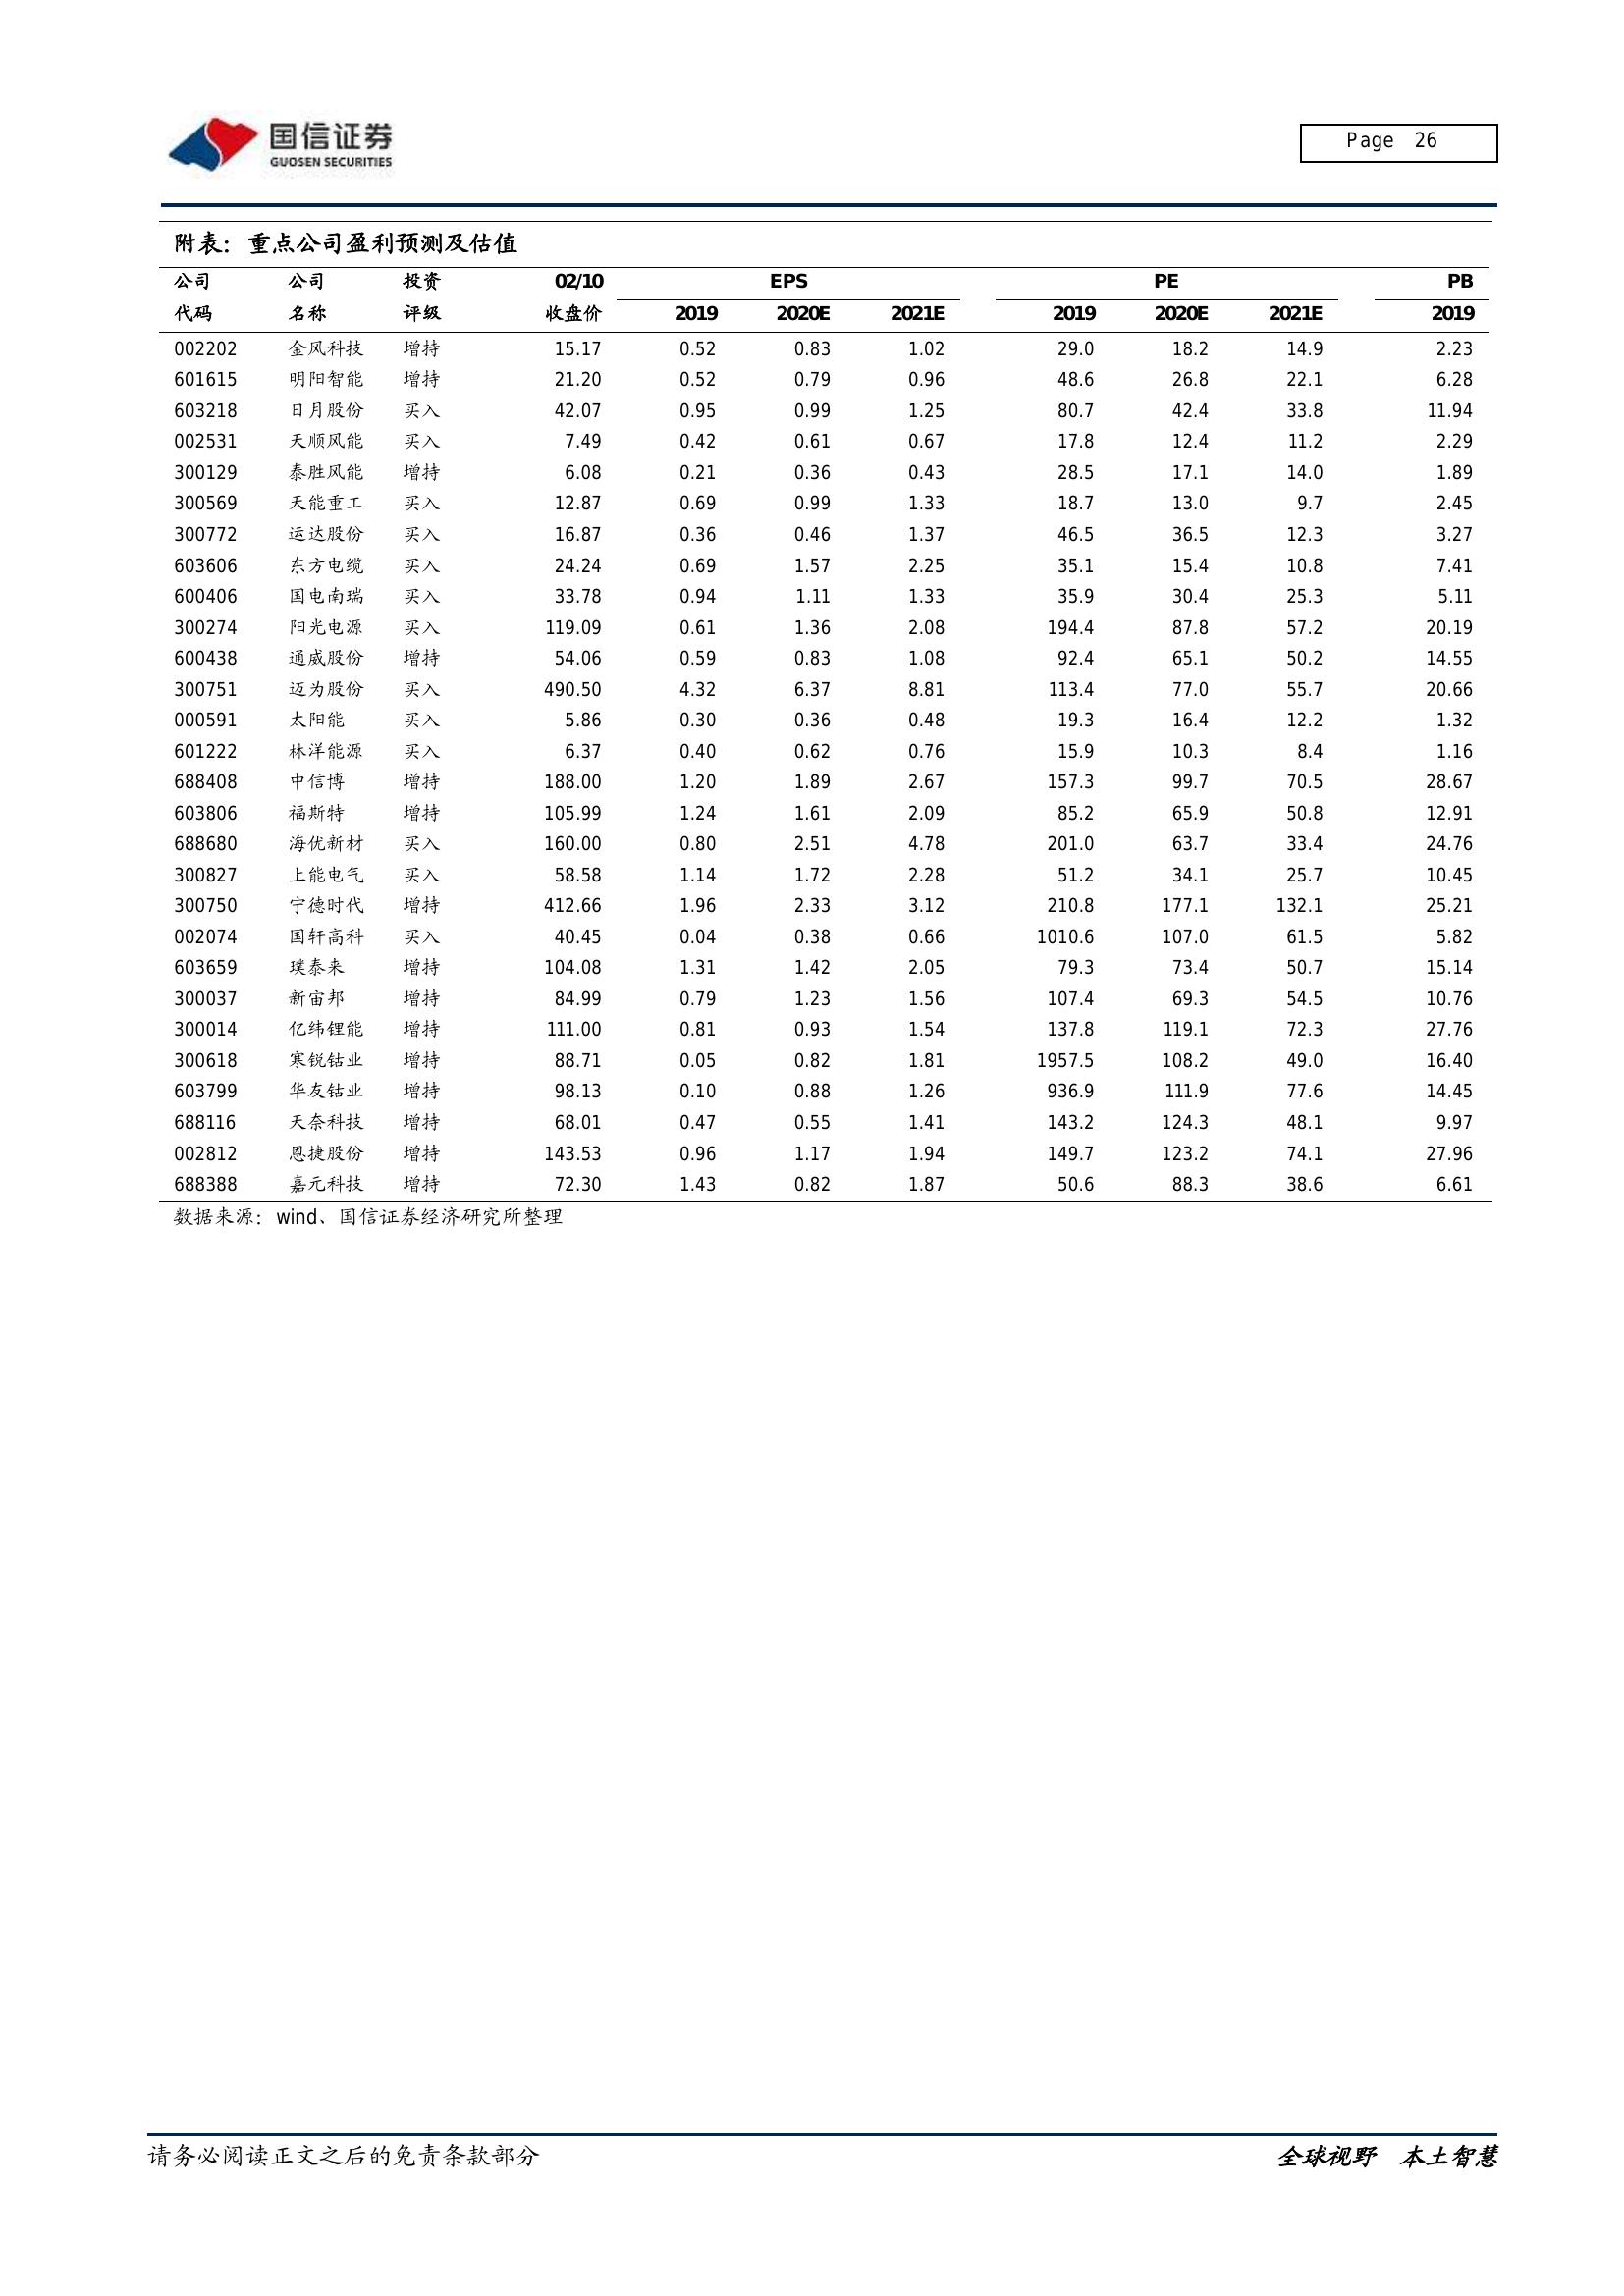 国信证券
GUOSEN SECURITIES
Page 26
附表：重点公司盈利预测及估值
公司 公司 投资 02/10 EPS PE PB
代码 名称 评级 收盘价 2019 2020E 2021E 2019 2020E 2021E 2019
002202 金风科技 增持 15.17 0.52 0.83 1.02 29.0 18.2 14.9 2.23
601615 明阳智能 增持 21.20 0.52 0.79 0.96 48.6 26.8 22.1 6.28
603218 日月股份 买入 42.07 0.95 0.99 1.25 80.7 42.4 33.8 11.94
002531 天顺风能 买入 7.49 0.42 0.61 0.67 17.8 12.4 11.2 2.29
300129 泰胜风能 增持 6.08 0.21 0.36 0.43 28.5 17.1 14.0 1.89
300569 天能重工 买入 12.87 0.69 0.99 1.33 18.7 13.0 9.7 2.45
300772 运达股份 买入 16.87 0.36 0.46 1.37 46.5 36.5 12.3 3.27
603606 东方电缆 买入 24.24 0.69 1.57 2.25 35.1 15.4 10.8 7.41
600406 国电南瑞 买入 33.78 0.94 1.11 1.33 35.9 30.4 25.3 5.11
300274 阳光电源 买入 119.09 0.61 1.36 2.08 194.4 87.8 57.2 20.19
600438 通威股份 增持 54.06 0.59 0.83 1.08 92.4 65.1 50.2 14.55
300751 迈为股份 买入 490.50 4.32 6.37 8.81 113.4 77.0 55.7 20.66
000591 太阳能 买入 5.86 0.30 0.36 0.48 19.3 16.4 12.2 1.32
601222 林洋能源 买入 6.37 0.40 0.62 0.76 15.9 10.3 8.4 1.16
688408 中信博 增持 188.00 1.20 1.89 2.67 157.3 99.7 70.5 28.67
603806 福斯特 增持 105.99 1.24 1.61 2.09 85.2 65.9 50.8 12.91
688680 海优新材 买入 160.00 0.80 2.51 4.78 201.0 63.7 33.4 24.76
300827 上能电气 买入 58.58 1.14 1.72 2.28 51.2 34.1 25.7 10.45
300750 宁德时代 增持 412.66 1.96 2.33 3.12 210.8 177.1 132.1 25.21
002074 国轩高科 买入 40.45 0.04 0.38 0.66 1010.6 107.0 61.5 5.82
603659 璞泰来 增持 104.08 1.31 1.42 2.05 79.3 73.4 50.7 15.14
300037 新宙邦 增持 84.99 0.79 1.23 1.56 107.4 69.3 54.5 10.76
300014 亿纬锂能 增持 111.00 0.81 0.93 1.54 137.8 119.1 72.3 27.76
300618 寒锐钴业 增持 88.71 0.05 0.82 1.81 1957.5 108.2 49.0 16.40
603799 华友钴业 增持 98.13 0.10 0.88 1.26 936.9 111.9 77.6 14.45
688116 天奈科技 增持 68.01 0.47 0.55 1.41 143.2 124.3 48.1 9.97
002812 恩捷股份 增持 143.53 0.96 1.17 1.94 149.7 123.2 74.1 27.96
688388 嘉元科技 增持 72.30 1.43 0.82 1.87 50.6 88.3 38.6 6.61
数据来源：wind、国信证券经济研究所整理
请务必阅读正文之后的免责条款部分 全球视野 本土智慧